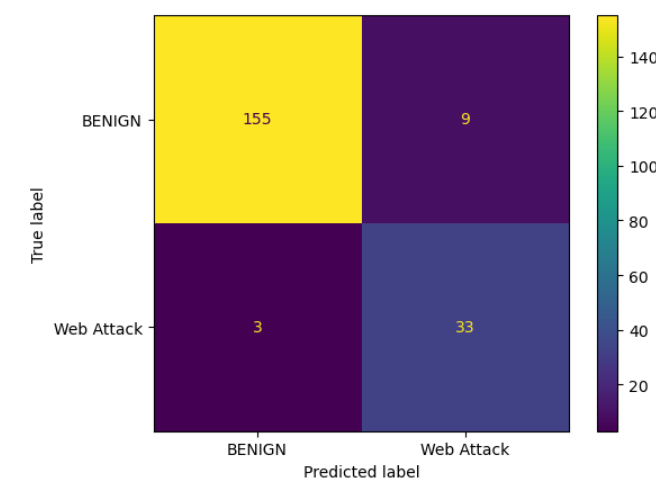 140
120
100
80
60
40
20
BENIGN
155
9
True label
Web Attack
3
33
BENIGN
Web Attack
Predicted label